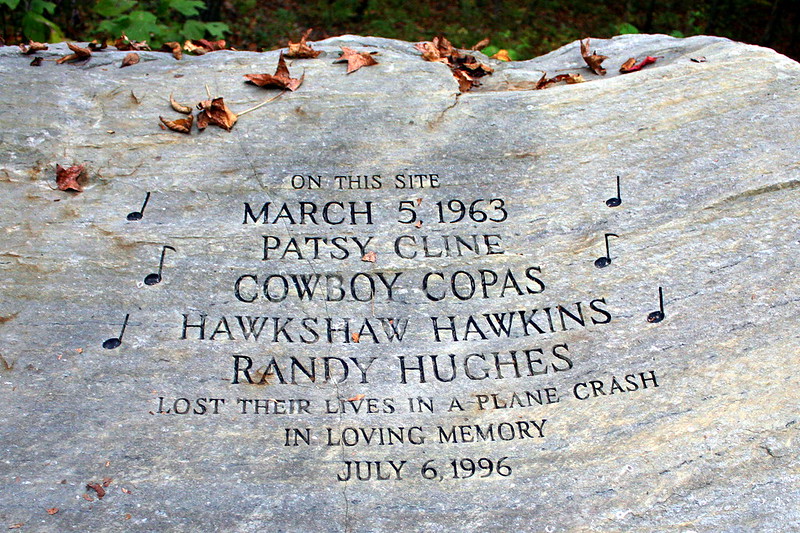 ON THIS SITE
MARCH 5, 1963
PATSY CLINE
COWBOY COPAS
HAWKSHAW HAWKINS
RANDY HUGHES
LOST THEIR LIVES IN A PLANE CRASH
IN LOVING MEMORY
JULY 6, 1996